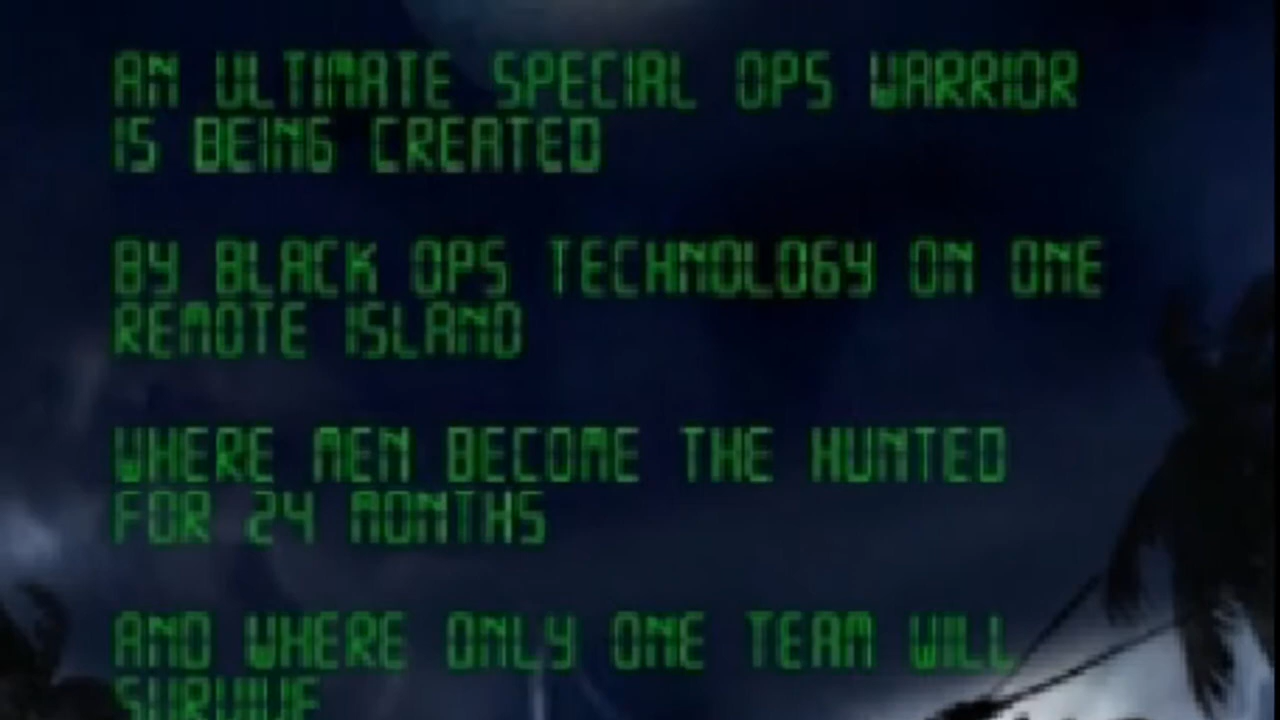 AN ULTIMATE SPECIAL OPS WARRIOR
IS BEING CREATED
BY BLACK OPS TECHNOLOGY ON ONE
REMOTE ISLAND
WHERE MEN BECOME THE HUNTED
FOR 24 MONTHS
AND WHERE ONLY ONE TEAM WILL
SURVIVE